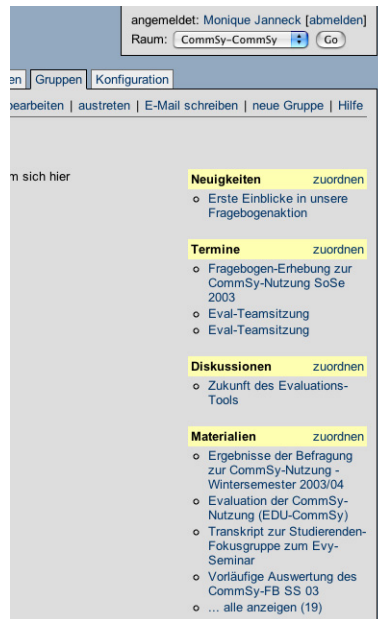 angemeldet: Monique Janneck [abmelden]
Raum: CommSy-CommSy Go
en Gruppen Konfiguration
bearbeiten | austreten | E-Mail schreiben | neue Gruppe | Hilfe
m sich hier
Neuigkeiten zuordnen
Erste Einblicke in unsere
Fragebogenaktion
Termine zuordnen
Fragebogen-Erhebung zur
CommSy-Nutzung SoSe
2003
Eval-Teamsitzung
Eval-Teamsitzung
Diskussionen zuordnen
Zukunft des Evaluations-
Tools
Materialien zuordnen
Ergebnisse der Befragung
zur CommSy-Nutzung -
Wintersemester 2003/04
Evaluation der CommSy-
Nutzung (EDU-CommSy)
Transkript zur Studierenden-
Fokusgruppe zum Evy-
Seminar
Vorläufige Auswertung des
CommSy-FB SS 03
... alle anzeigen (19)